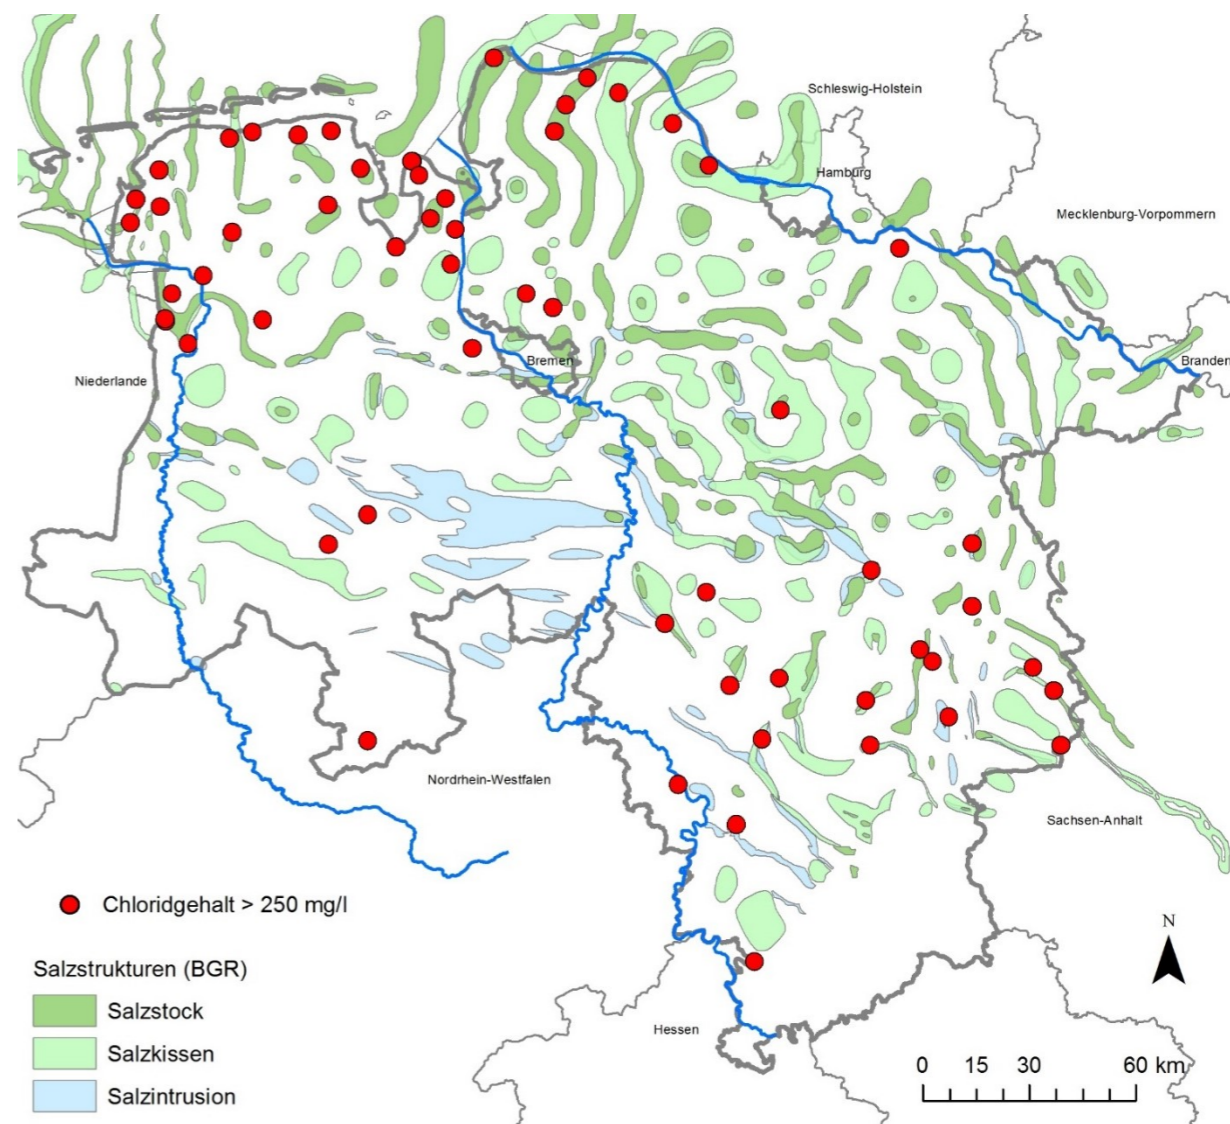 Schleswig-Holstein
Hamburg
Mecklenburg-Vorpommern
Bremen
Branden
Niederlande
Nordrhein-Westfalen
Sachsen-Anhalt
Hessen
Chloridgehalt > 250 mg/l
Salzstrukturen (BGR)
Salzstock
Salzkissen
Salzintrusion
N
0 15 30 60 km